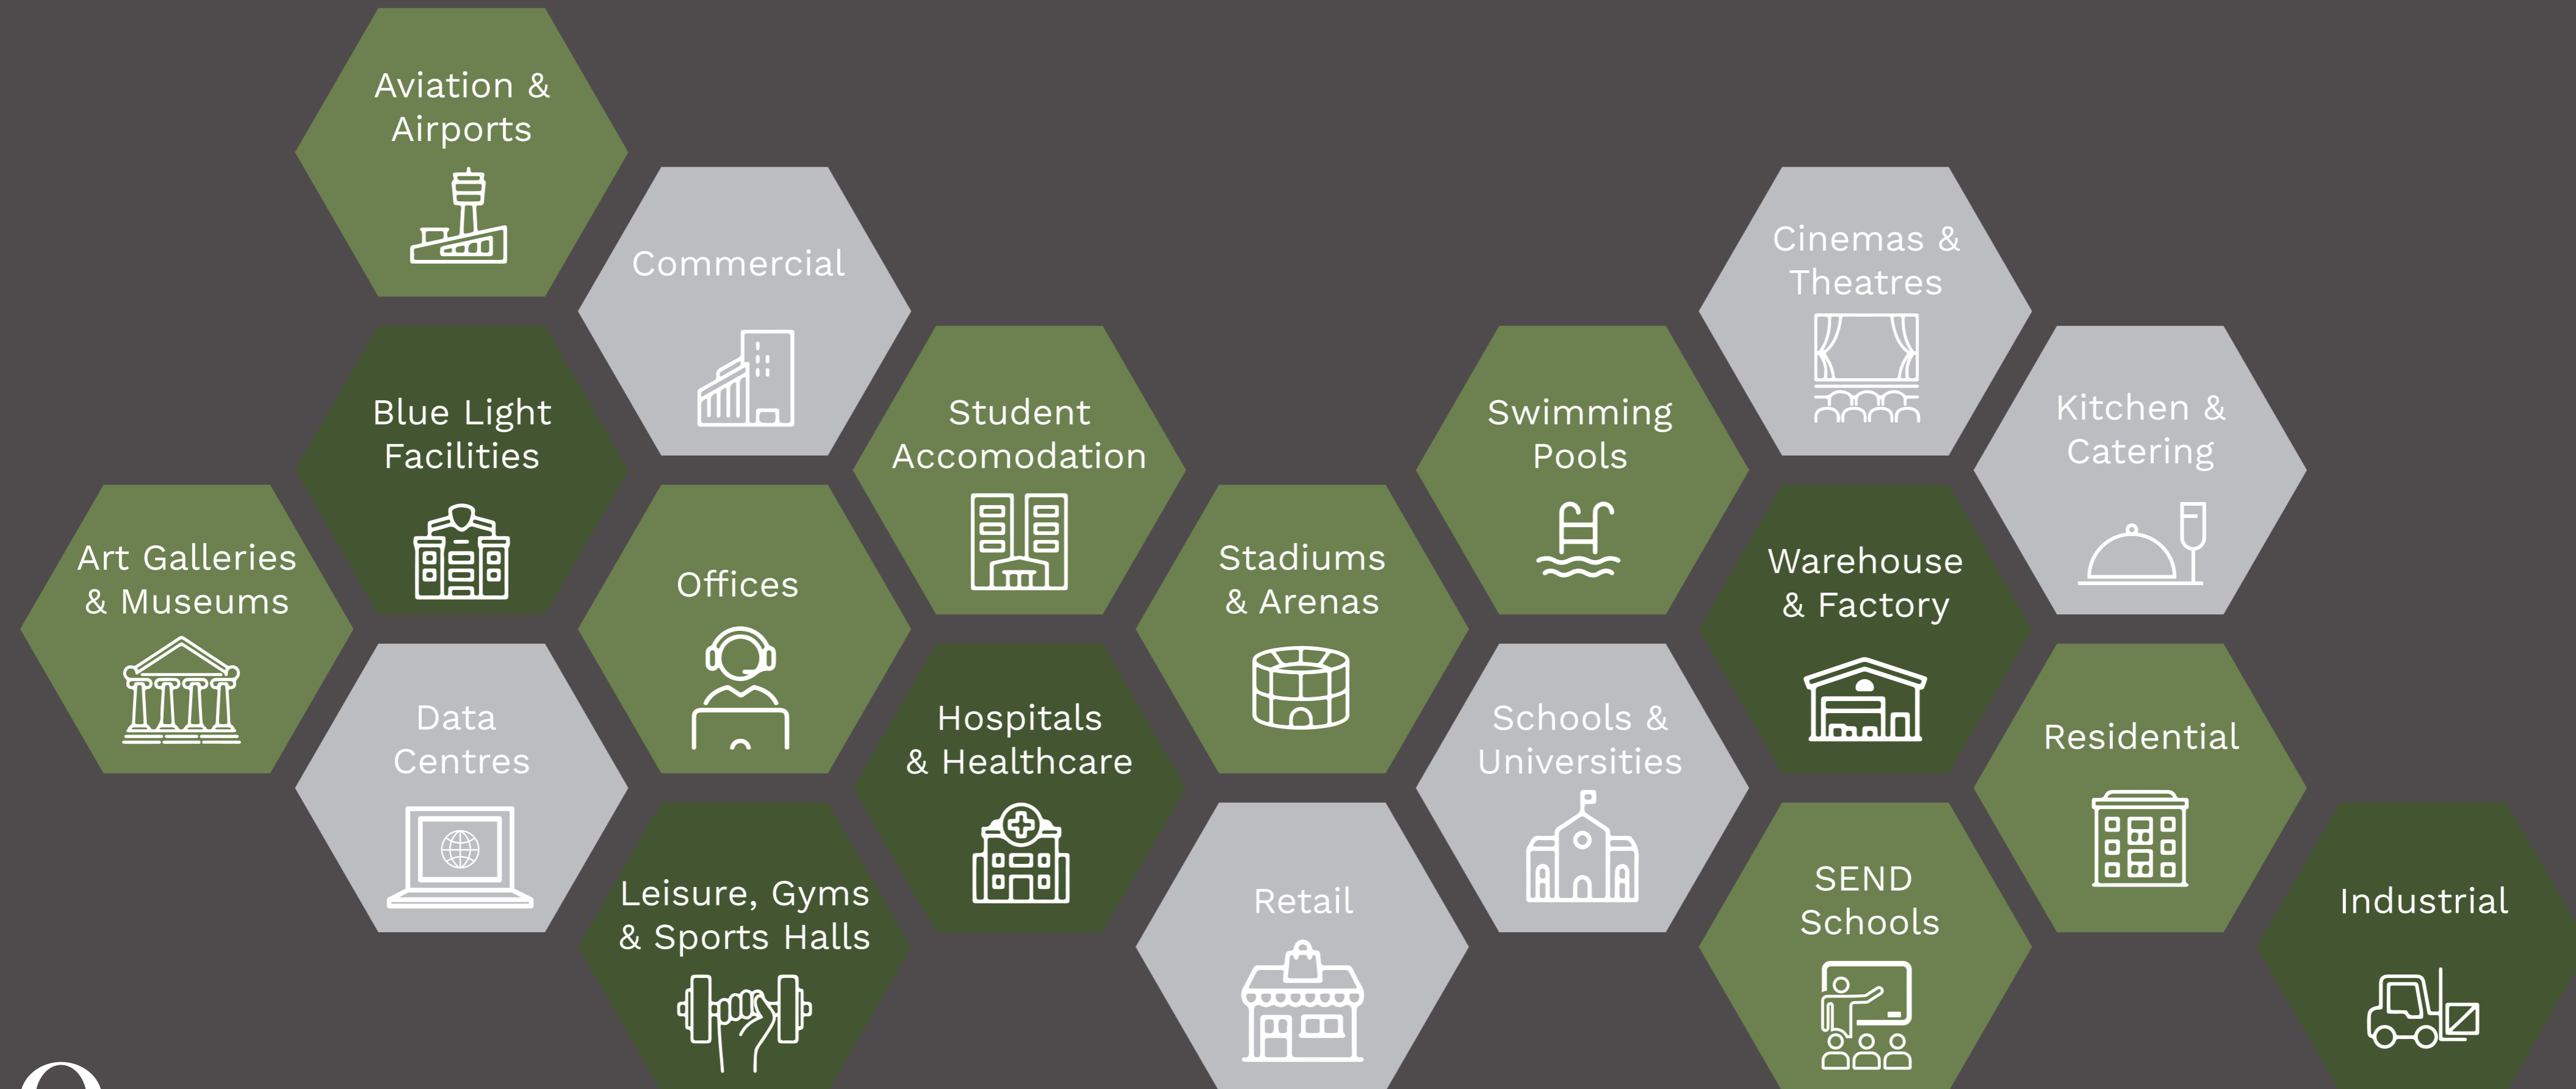 Aviation &
Airports
Commercial
Cinemas &
Theatres
Blue Light
Facilities
Student
Accomodation
Swimming
Pools
Kitchen &
Catering
Art Galleries
& Museums
Offices
Stadiums
& Arenas
Warehouse
& Factory
Data
Centres
Hospitals
& Healthcare
Schools &
Universities
Residential
Leisure, Gyms
& Sports Halls
Retail
SEND
Schools
Industrial